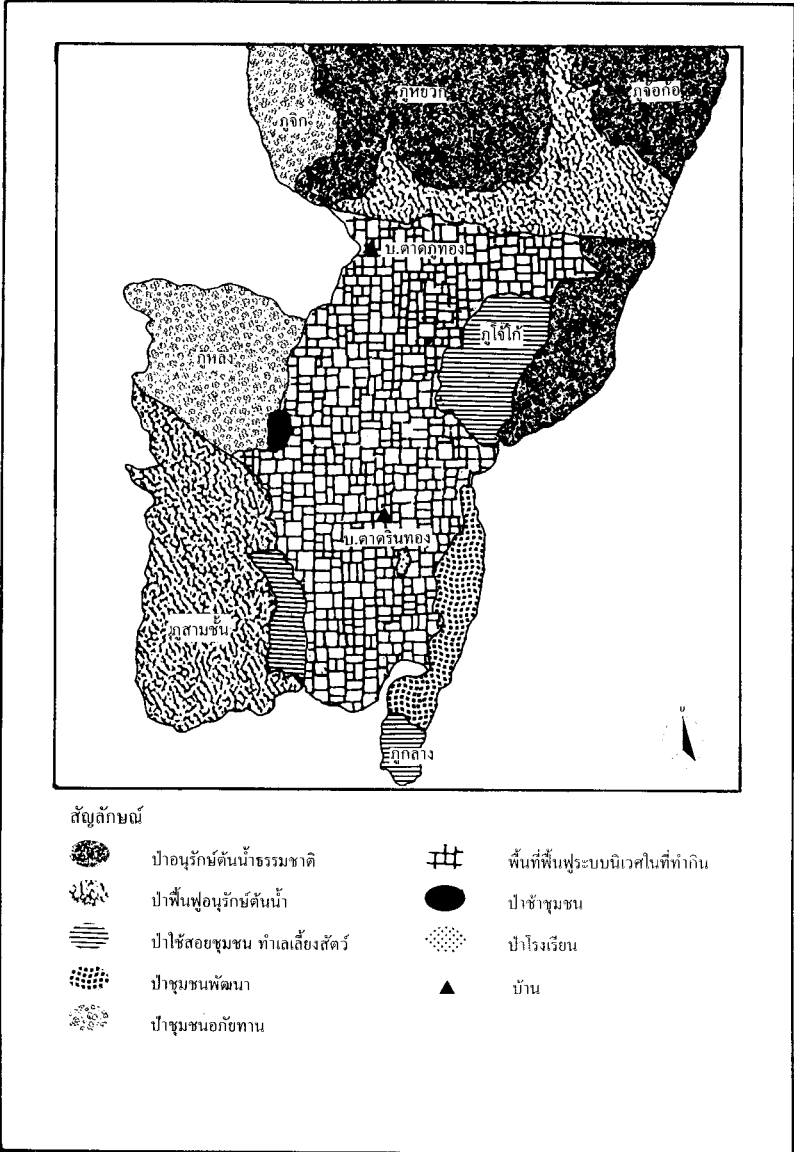 ภูหยวก
ภูจ้อก้อ
ภูจิก
บ.ตาดภูทอง
ภูโจ้โก้
ภูหลัง
บ.ตาดรินทอง
ภูสามชั้น
ภูกลาง
สัญลักษณ์
ป่าอนุรักษ์ต้นน้ำธรรมชาติ
พื้นที่ฟื้นฟูระบบนิเวศในที่ทำกิน
ป่าฟื้นฟูอนุรักษ์ต้นน้ำ
ป่าช้าชุมชน
ป่าใช้สอยชุมชน ทำเลเลี้ยงสัตว์
ป่าโรงเรียน
ป่าชุมชนพัฒนา
บ้าน
ป่าชุมชนอภัยทาน